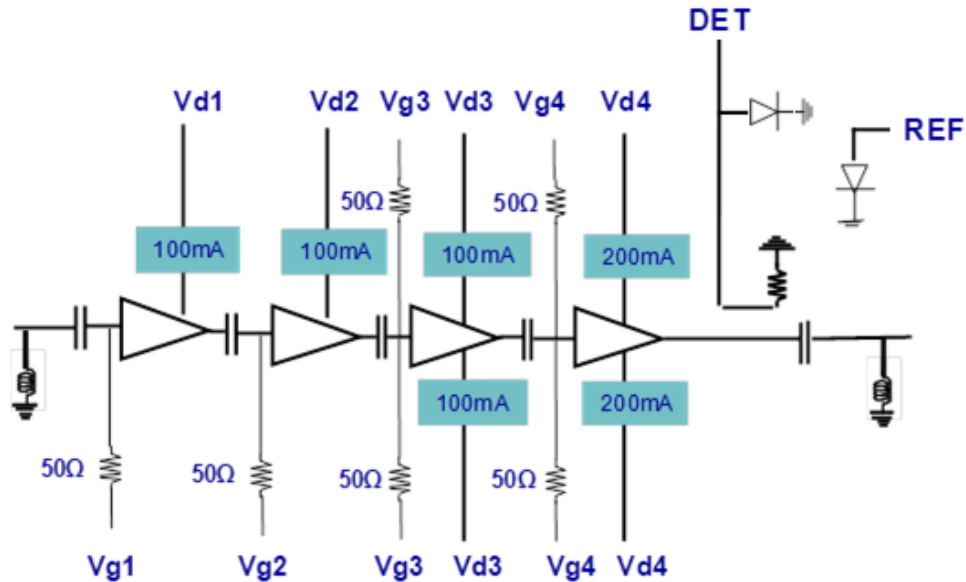 DET
Vd1 Vd2 Vg3 Vd3 Vg4 Vd4
REF
50Ω 50Ω
100mA 100mA 100mA 200mA
100mA 200mA
50Ω 50Ω 50Ω 50Ω
Vg1 Vg2 Vg3 Vd3 Vg4 Vd4